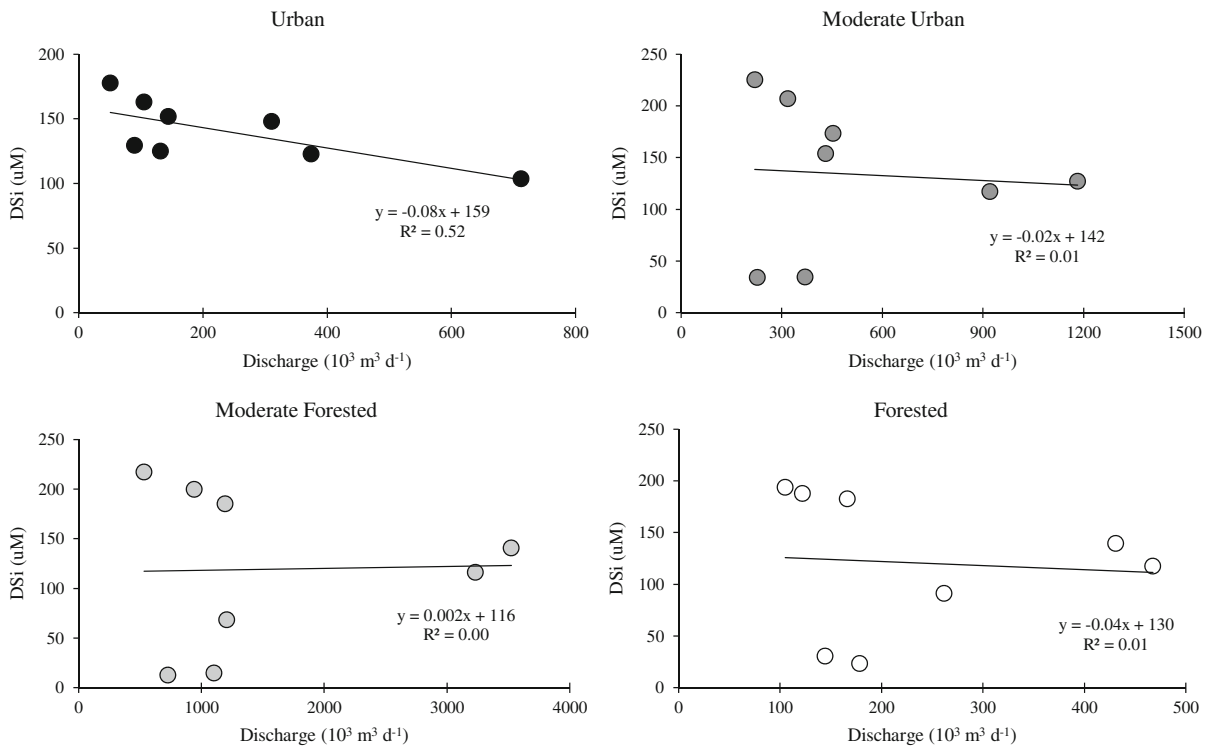 Urban
200
150
100
50
0
DSi (uM)
y = -0.08x + 159
R² = 0.52
200 400 600 800
Discharge (10³ m³ d⁻¹)
Moderate Urban
250
200
150
100
50
0
DSi (uM)
y = -0.02x + 142
R² = 0.01
0 300 600 900 1200 1500
Discharge (10³ m³ d⁻¹)
Moderate Forested
250
200
150
100
50
0
DSi (uM)
y = 0.002x + 116
R² = 0.00
0 1000 2000 3000 4000
Discharge (10³ m³ d⁻¹)
Forested
250
200
150
100
50
0
DSi (uM)
y = -0.04x + 130
R² = 0.01
0 100 200 300 400 500
Discharge (10³ m³ d⁻¹)